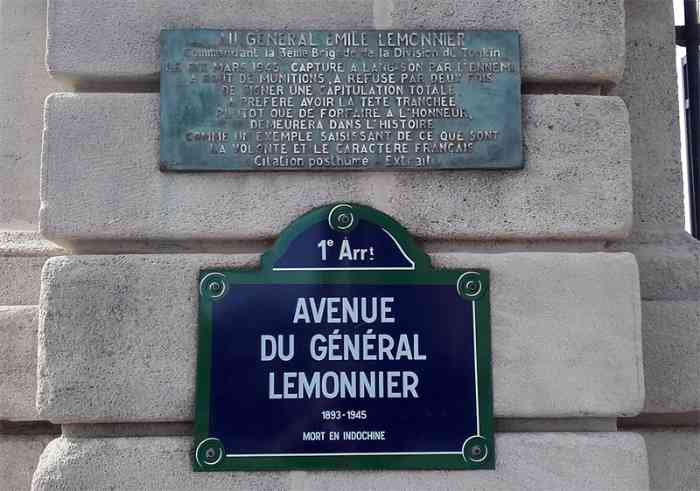 AU GÉNÉRAL ÉMILE LEMONNIER
Commandant la 3ème Brigade de la Division du Tonkin
LE DIX MARS 1945, CAPTURÉ À LANG-SON PAR L'ENNEMI
À BOUT DE MUNITIONS, A REFUSÉ PAR DEUX FOIS
DE SIGNER UNE CAPITULATION TOTALE
A PRÉFÉRÉ AVOIR LA TÊTE TRANCHÉE
PLUTÔT QUE DE FORFAIRE À L'HONNEUR.
DEMEURERA DANS L'HISTOIRE
COMME UN EXEMPLE SAISISSANT DE CE QUE SONT
LA VOLONTÉ ET LE CARACTÈRE FRANÇAIS
Citation posthume - Extrait
1e Arrt
AVENUE
DU GÉNÉRAL
LEMONNIER
1893-1945
MORT EN INDOCHINE